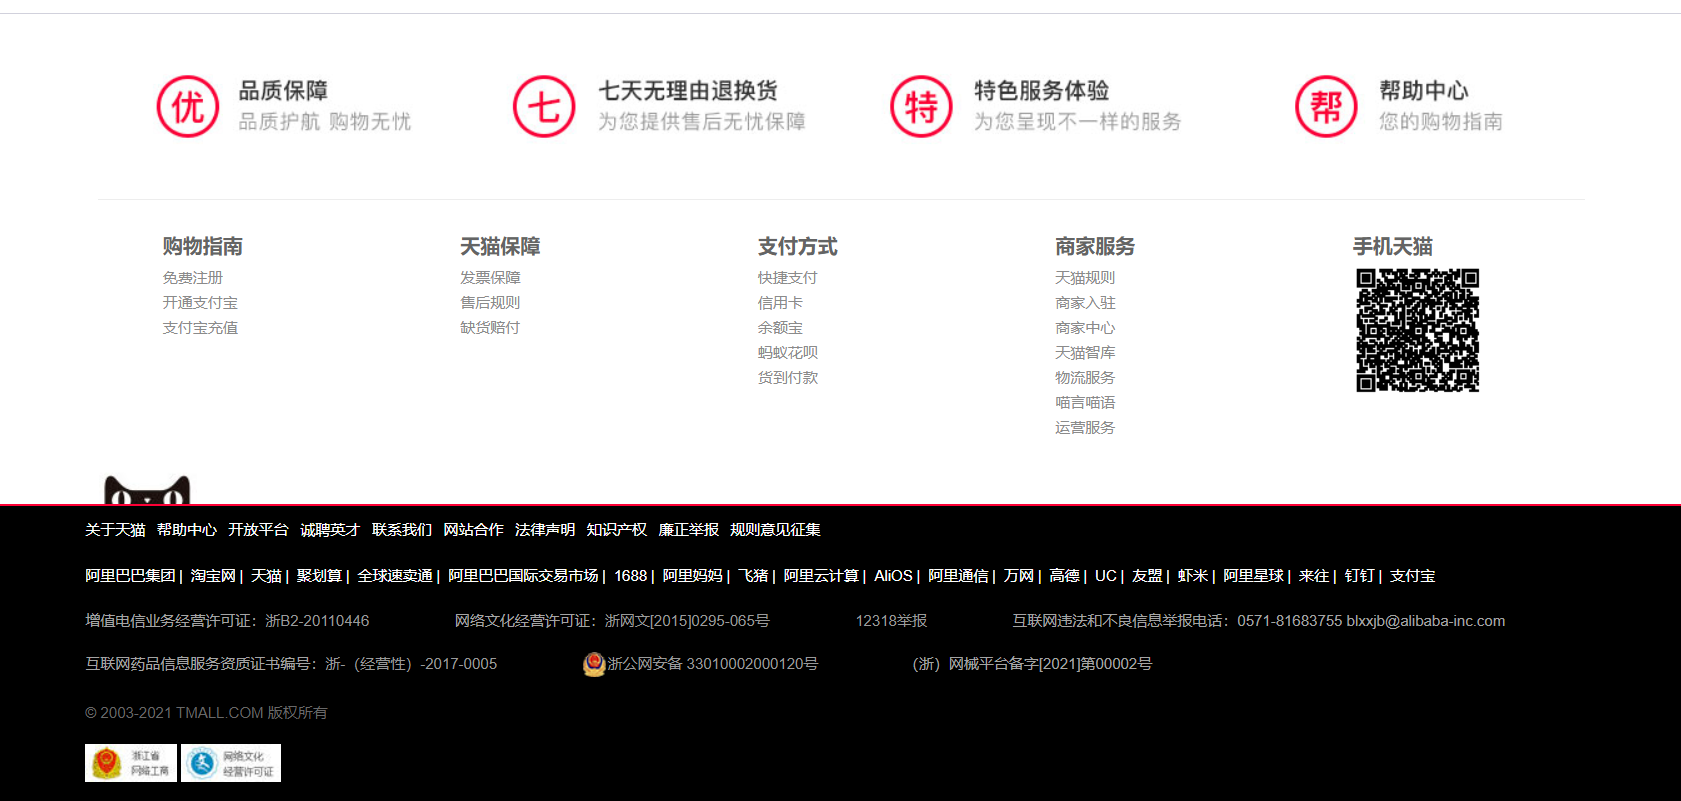 优 品质保障
品质护航 购物无忧
七 七天无理由退换货
为您提供售后无忧保障
特 特色服务体验
为您呈现不一样的服务
帮 帮助中心
您的购物指南
购物指南
免费注册
开通支付宝
支付宝充值
天猫保障
发票保障
售后规则
缺货赔付
支付方式
快捷支付
信用卡
余额宝
蚂蚁花呗
货到付款
商家服务
天猫规则
商家入驻
商家中心
天猫智库
物流服务
喵言喵语
运营服务
手机天猫
关于天猫 帮助中心 开放平台 诚聘英才 联系我们 网站合作 法律声明 知识产权 廉正举报 规则意见征集
阿里巴巴集团 | 淘宝网 | 天猫 | 聚划算 | 全球速卖通 | 阿里巴巴国际交易市场 | 1688 | 阿里妈妈 | 飞猪 | 阿里云计算 | AliOS | 阿里通信 | 万网 | 高德 | UC | 友盟 | 虾米 | 阿里星球 | 来往 | 钉钉 | 支付宝
增值电信业务经营许可证：浙B2-20110446 网络文化经营许可证：浙网文[2015]0295-065号 12318举报 互联网违法和不良信息举报电话：0571-81683755 blxxjb@alibaba-inc.com
互联网药品信息服务资质证书编号：浙-（经营性）-2017-0005 浙公网安备 33010002000120号 （浙）网械平台备字[2021]第00002号
© 2003-2021 TMALL.COM 版权所有
浙江省
网络工商
网络文化
经营许可证